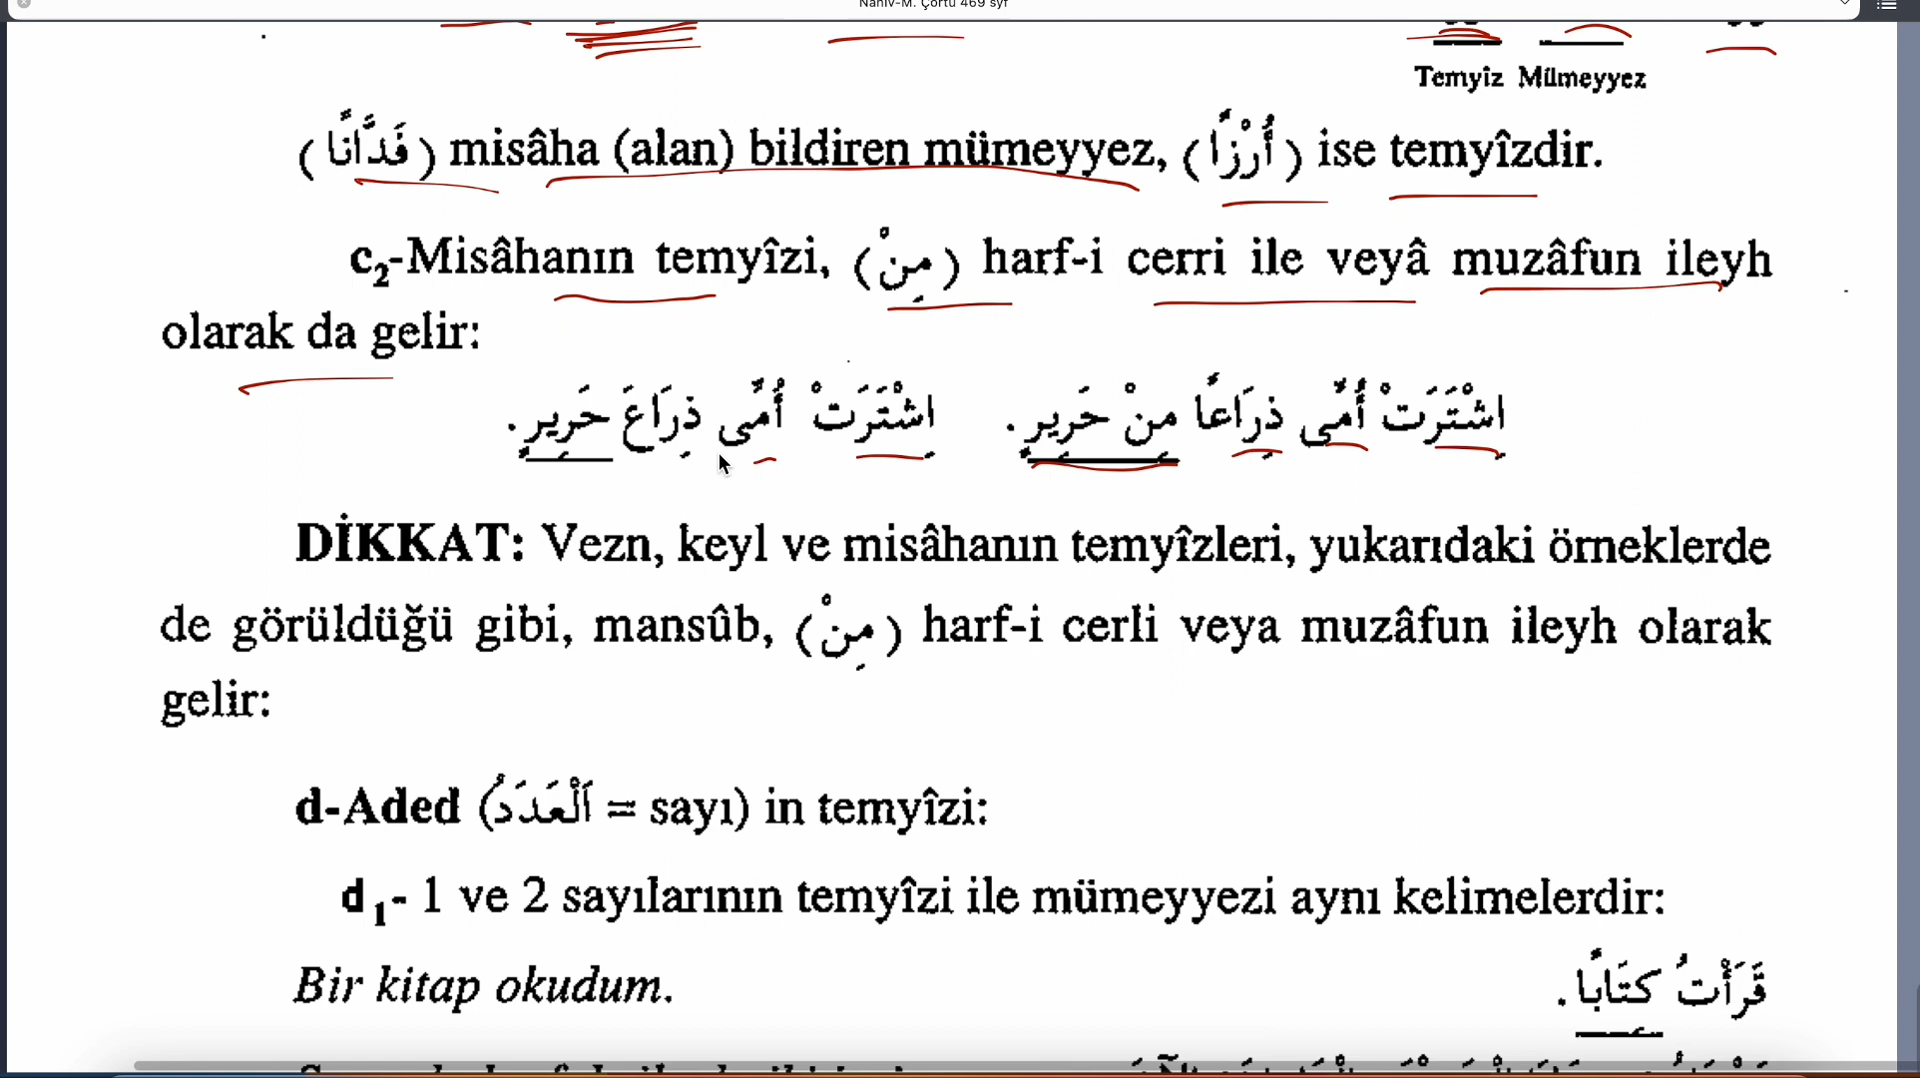 Nahiv-M. Çörtü 469 syf
Temyîz Mümeyyez
( فَدَّانًا ) misâha (alan) bildiren mümeyyez, ( أُرْزًا ) ise temyîzdir.
c2-Misâhanın temyîzi, ( مِنْ ) harf-i cerri ile veyâ muzâfun ileyh
olarak da gelir:
اِشْتَرَتْ أُمِّى ذِرَاعًا مِنْ حَرِيرٍ . اِشْتَرَتْ أُمِّى ذِرَاعَ حَرِيرٍ .
DİKKAT: Vezn, keyl ve misâhanın temyîzleri, yukarıdaki örneklerde
de görüldüğü gibi, mansûb, ( مِنْ ) harf-i cerli veya muzâfun ileyh olarak
gelir:
d-Aded (اَلْعَدَدُ = sayı) in temyîzi:
d1- 1 ve 2 sayılarının temyîzi ile mümeyyezi aynı kelimelerdir:
Bir kitap okudum. قَرَأْتُ كِتَابًا .